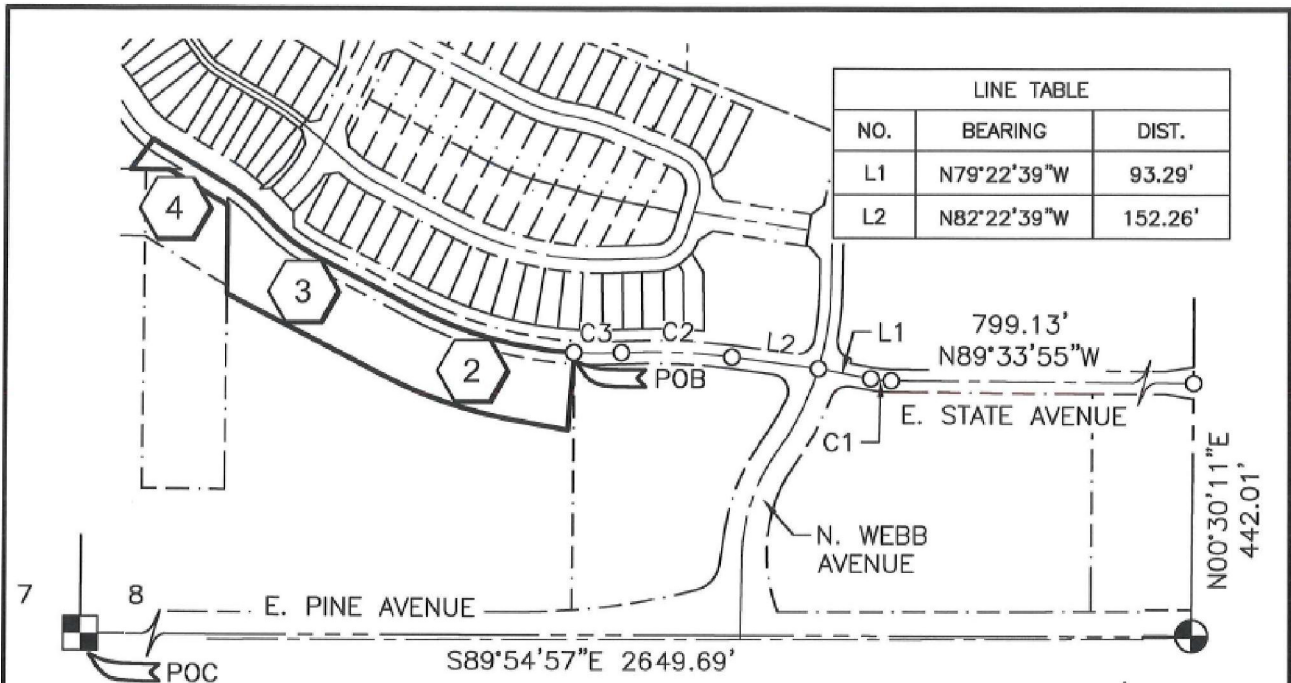 LINE TABLE
NO. BEARING DIST.
L1 N79°22'39"W 93.29'
L2 N82°22'39"W 152.26'
4
3
2
C3
C2
L2
L1
799.13'
N89°33'55"W
POB
E. STATE AVENUE
C1
N00°30'11"E
442.01'
N. WEBB
AVENUE
7
8
E. PINE AVENUE
S89°54'57"E 2649.69'
POC